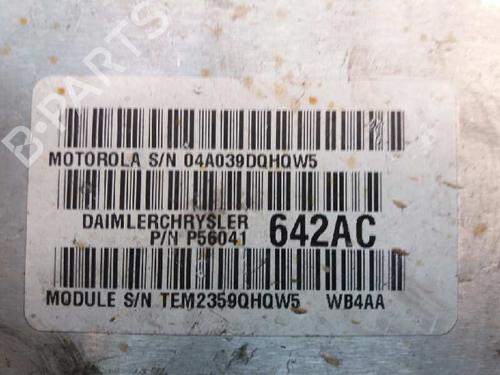 B-PARTS
MOTOROLA S/N 04A039DQHQW5
DAIMLERCHRYSLER
P/N P56041 642AC
MODULE S/N TEM2359QHQW5 WB4AA